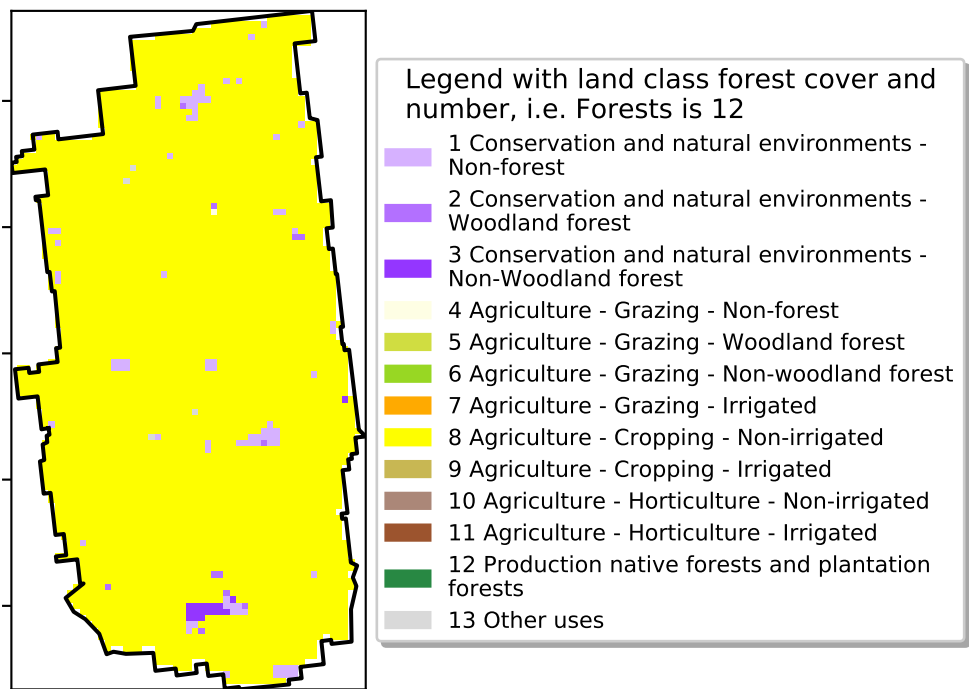 Legend with land class forest cover and
number, i.e. Forests is 12
1 Conservation and natural environments -
Non-forest
2 Conservation and natural environments -
Woodland forest
3 Conservation and natural environments -
Non-Woodland forest
4 Agriculture - Grazing - Non-forest
5 Agriculture - Grazing - Woodland forest
6 Agriculture - Grazing - Non-woodland forest
7 Agriculture - Grazing - Irrigated
8 Agriculture - Cropping - Non-irrigated
9 Agriculture - Cropping - Irrigated
10 Agriculture - Horticulture - Non-irrigated
11 Agriculture - Horticulture - Irrigated
12 Production native forests and plantation
forests
13 Other uses